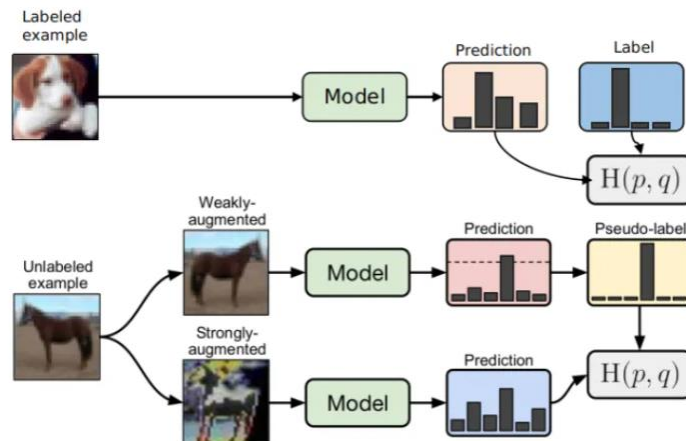 Labeled
example
Model
Prediction
Label
H(p, q)
Unlabeled
example
Weakly-
augmented
Model
Prediction
Pseudo-label
Strongly-
augmented
Model
Prediction
H(p, q)